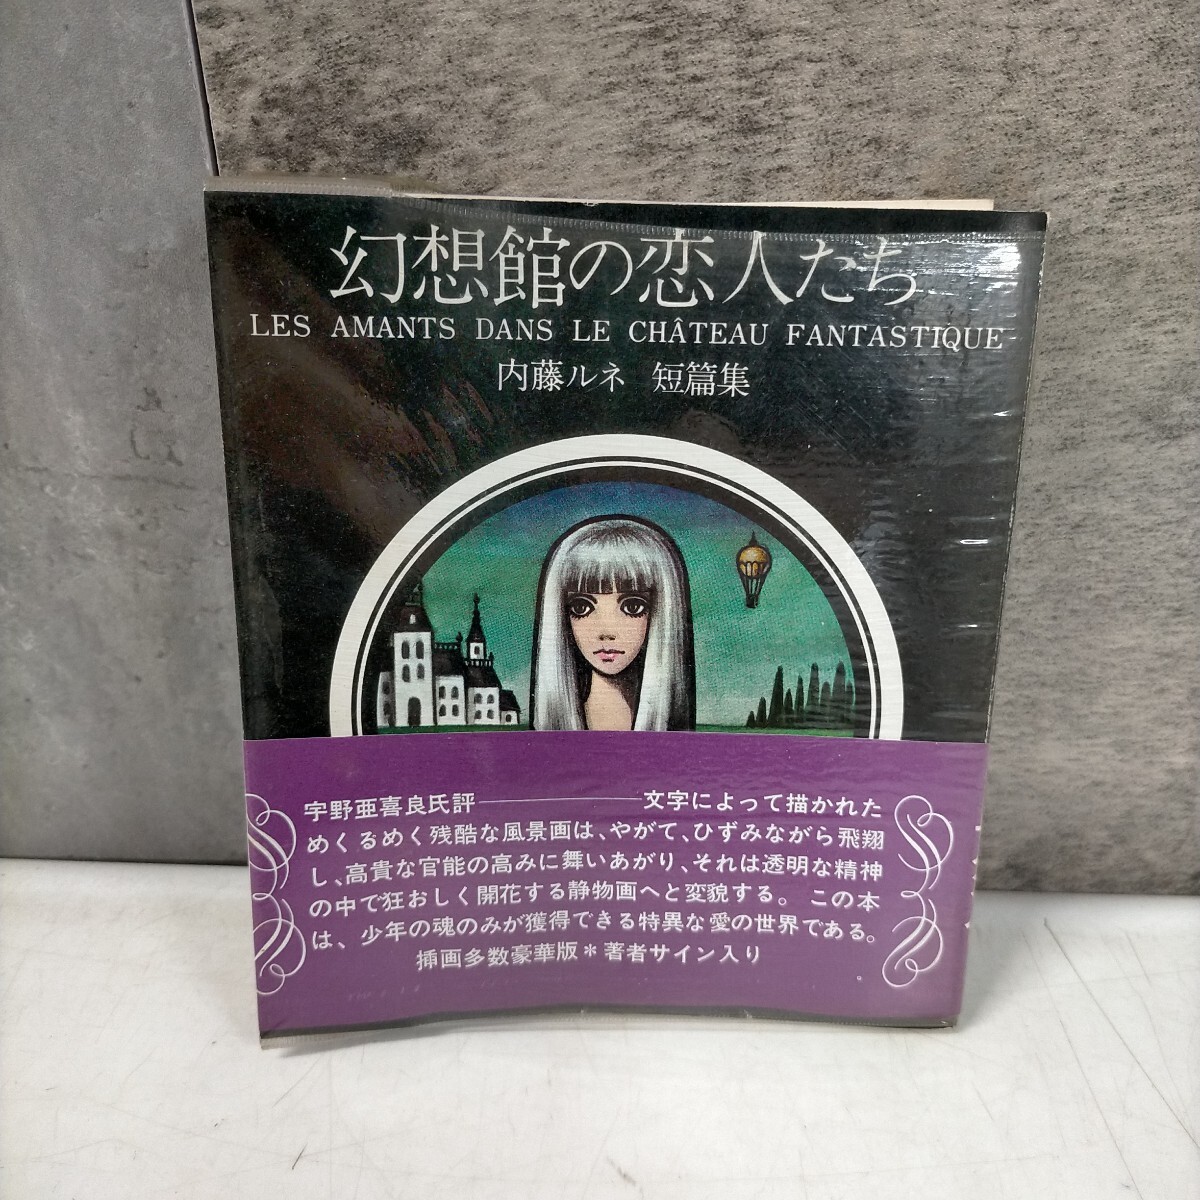 幻想館の恋人たち
LES AMANTS DANS LE CHÂTEAU FANTASTIQUE
内藤ルネ 短篇集
宇野亜喜良氏評――――文字によって描かれた
めくるめく残酷な風景画は、やがて、ひずみながら飛翔
し、高貴な官能の高みに舞いあがり、それは透明な精神
の中で狂おしく開花する静物画へと変貌する。 この本
は、少年の魂のみが獲得できる特異な愛の世界である。
挿画多数豪華版＊著者サイン入り